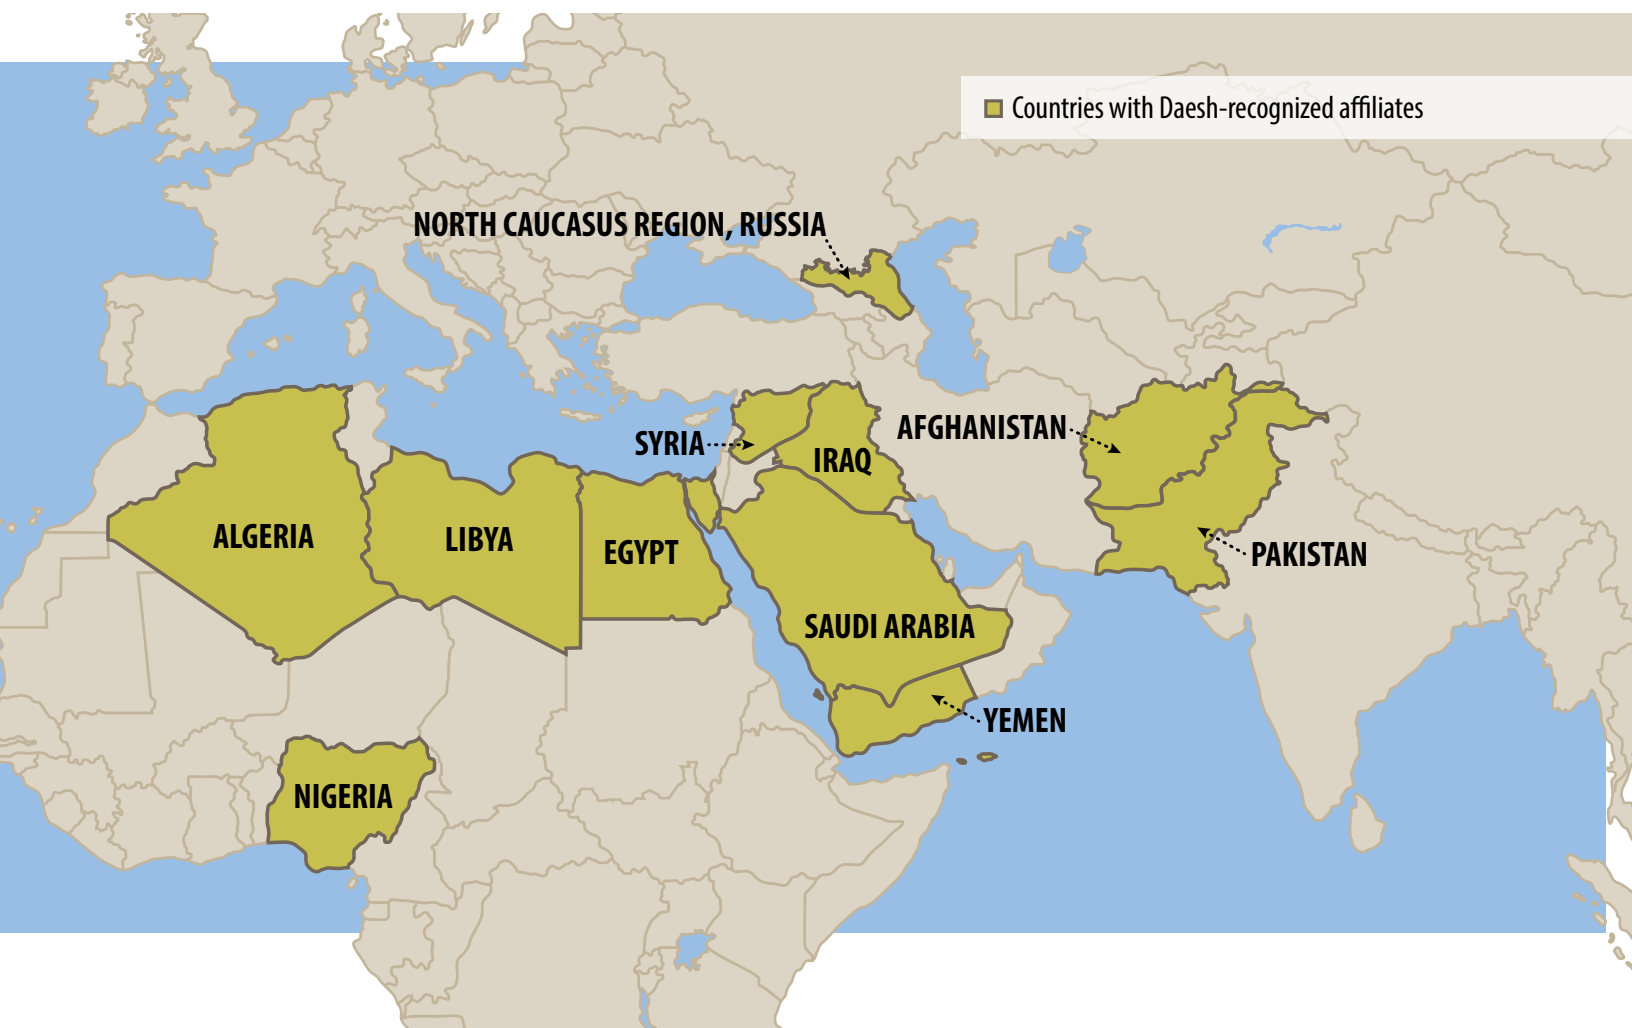 Countries with Daesh-recognized affiliates
NORTH CAUCASUS REGION, RUSSIA
AFGHANISTAN
SYRIA
IRAQ
ALGERIA
LIBYA
EGYPT
PAKISTAN
SAUDI ARABIA
YEMEN
NIGERIA